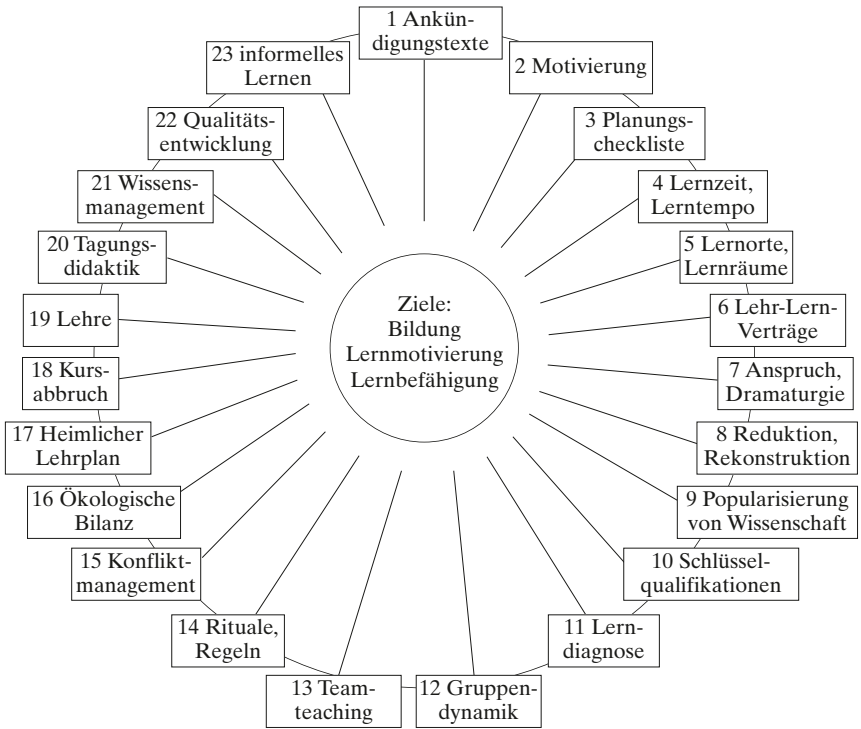 1 Ankün-
digungstexte
2 Motivierung
3 Planungs-
checkliste
4 Lernzeit,
Lerntempo
5 Lernorte,
Lernräume
6 Lehr-Lern-
Verträge
7 Anspruch,
Dramaturgie
8 Reduktion,
Rekonstruktion
9 Popularisierung
von Wissenschaft
10 Schlüssel-
qualifikationen
11 Lern-
diagnose
12 Gruppen-
dynamik
13 Team-
teaching
14 Rituale,
Regeln
15 Konflikt-
management
16 Ökologische
Bilanz
17 Heimlicher
Lehrplan
18 Kurs-
abbruch
19 Lehre
20 Tagungs-
didaktik
21 Wissens-
management
22 Qualitäts-
entwicklung
23 informelles
Lernen
Ziele:
Bildung
Lernmotivierung
Lernbefähigung